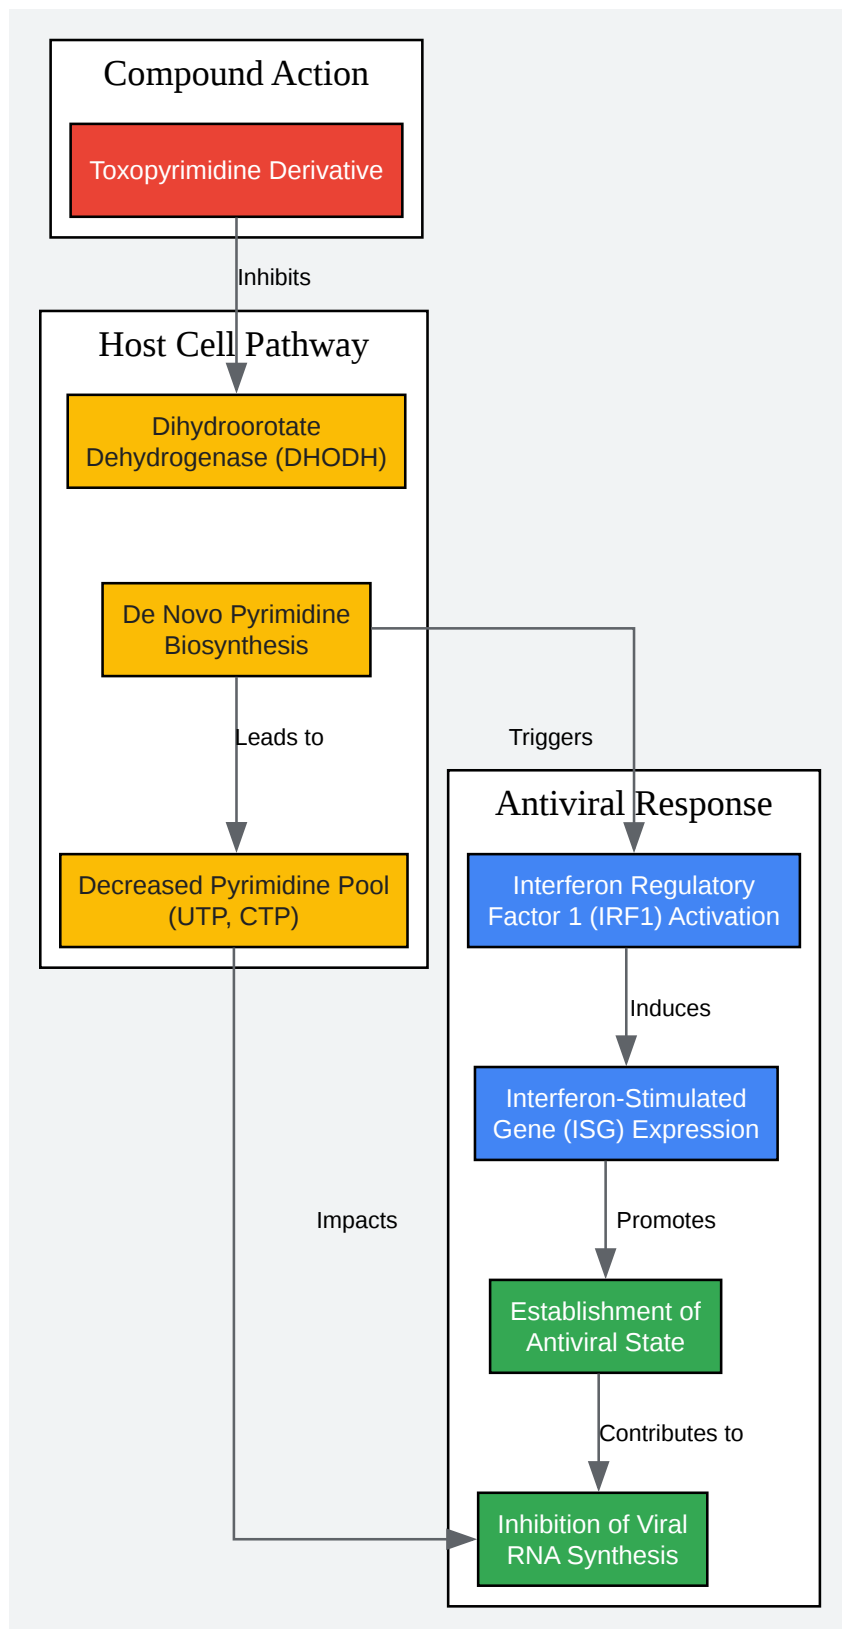 Compound Action
Toxopyrimidine Derivative
Inhibits
Host Cell Pathway
Dihydroorotate
Dehydrogenase (DHODH)
De Novo Pyrimidine
Biosynthesis
Leads to
Triggers
Antiviral Response
Decreased Pyrimidine Pool
(UTP, CTP)
Interferon Regulatory
Factor 1 (IRF1) Activation
Induces
Interferon-Stimulated
Gene (ISG) Expression
Impacts
Promotes
Establishment of
Antiviral State
Contributes to
Inhibition of Viral
RNA Synthesis